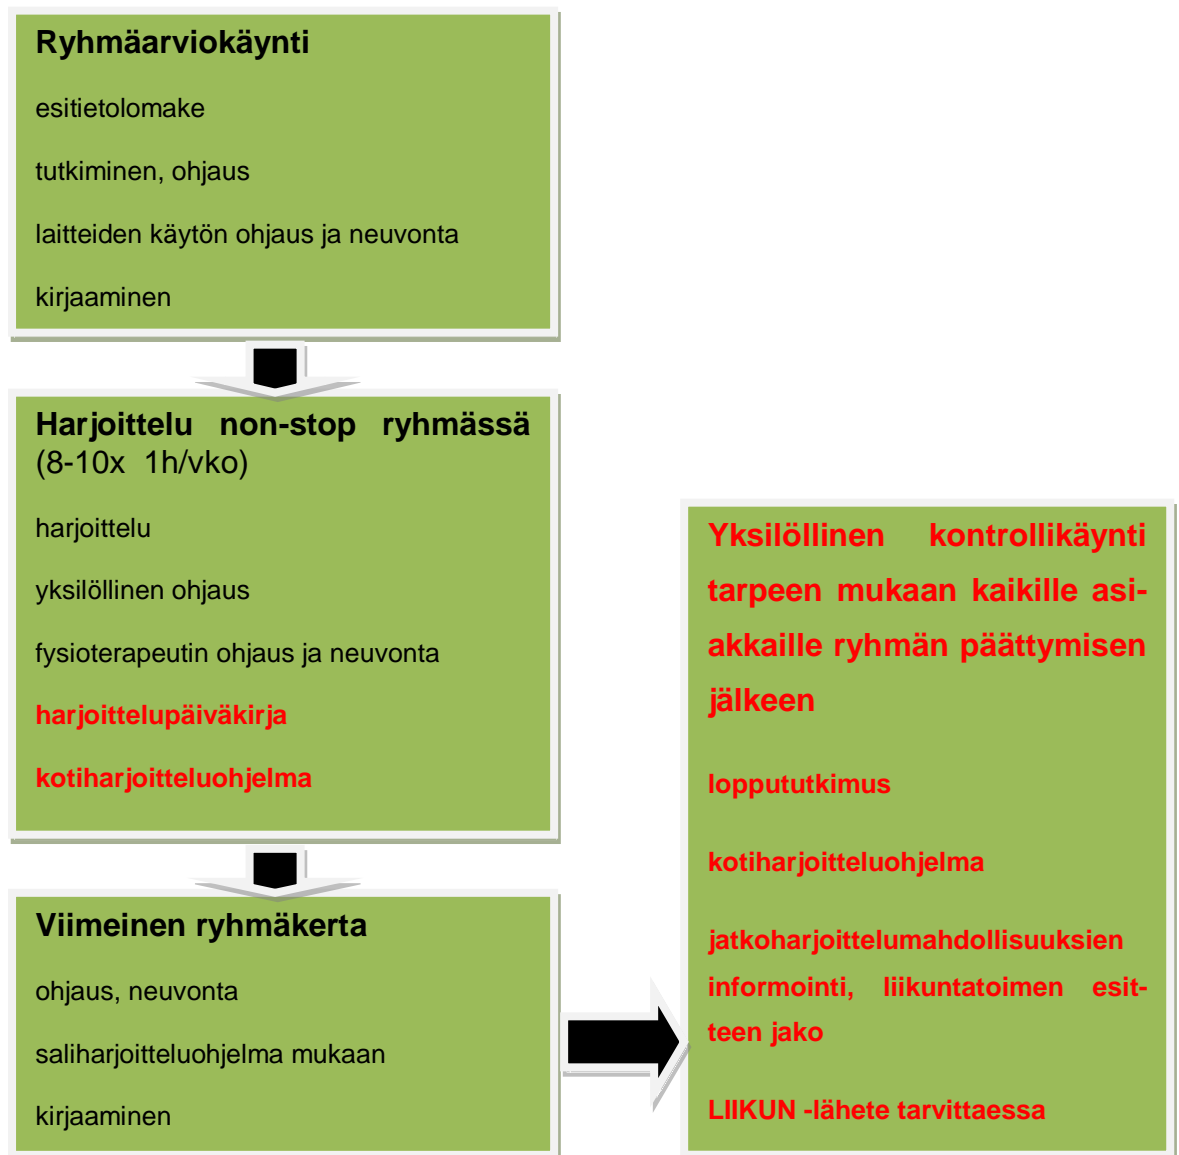 Ryhmäarviokäynti
esitietolomake
tutkiminen, ohjaus
laitteiden käytön ohjaus ja neuvonta
kirjaaminen
Harjoittelu non-stop ryhmässä
(8-10x 1h/vko)
harjoittelu
yksilöllinen ohjaus
fysioterapeutin ohjaus ja neuvonta
harjoittelupäiväkirja
kotiharjoitteluohjelma
Viimeinen ryhmäkerta
ohjaus, neuvonta
saliharjoitteluohjelma mukaan
kirjaaminen
Yksilöllinen kontrollikäynti
tarpeen mukaan kaikille asi-
akkaille ryhmän päättymisen
jälkeen
loppututkimus
kotiharjoitteluohjelma
jatkoharjoittelumahdollisuuksien
informointi, liikuntatoimen esit-
teen jako
LIIKUN -lähete tarvittaessa